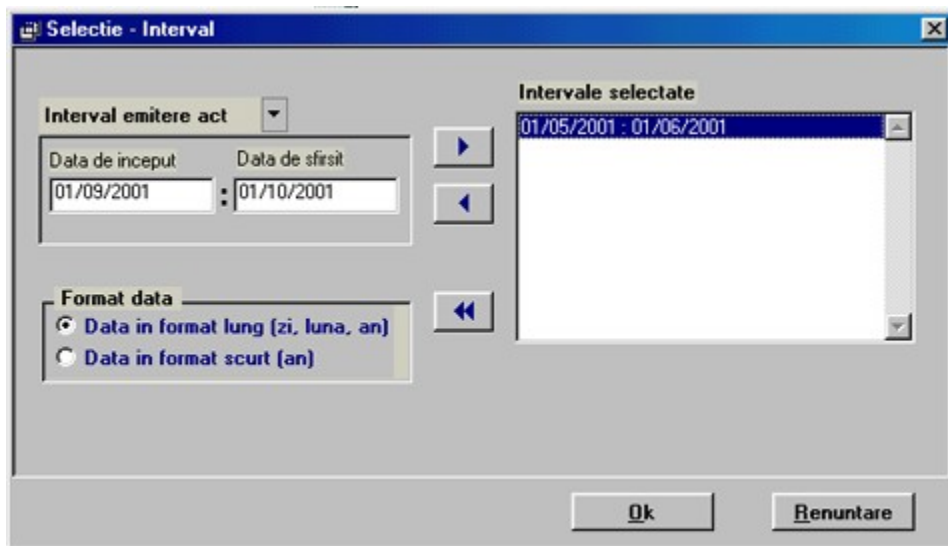 Selectie - Interval
Interval emitere act
Data de inceput Data de sfirsit
01/09/2001 : 01/10/2001
Format data
Data in format lung (zi, luna, an)
Data in format scurt (an)
Intervale selectate
01/05/2001 : 01/06/2001
Ok
Renuntare